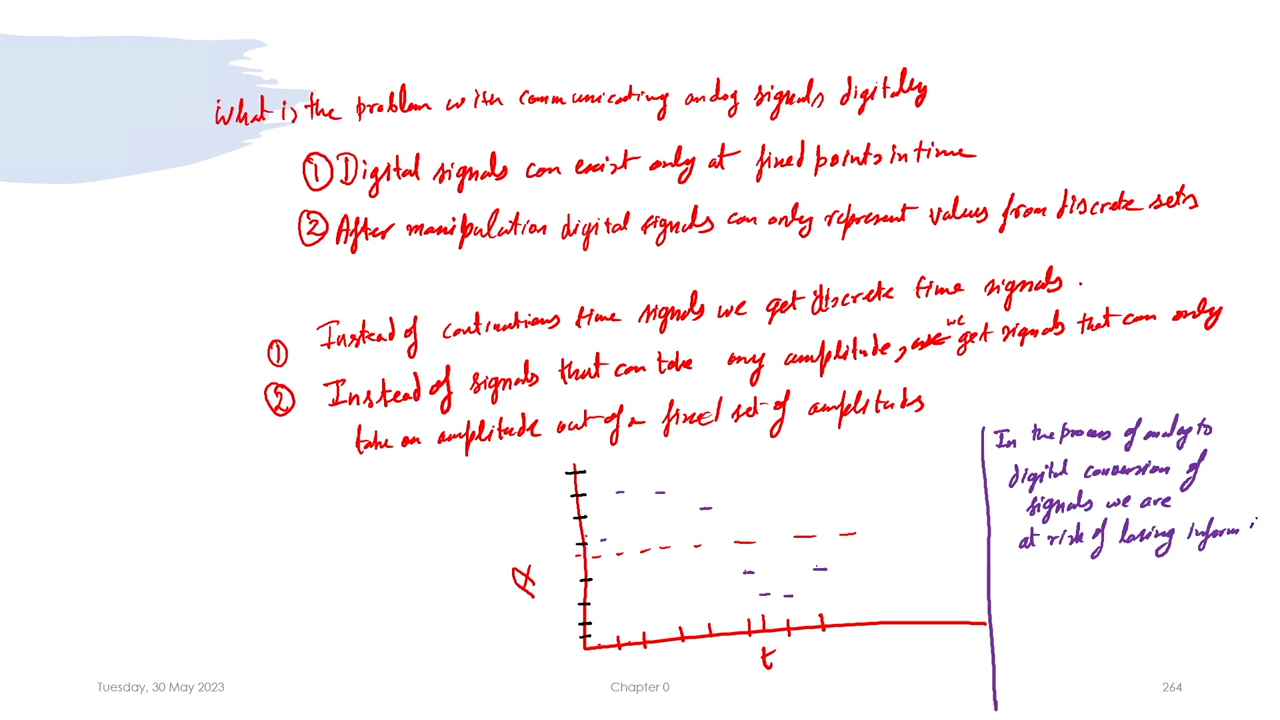 What is the problem with communicating analog signals digitally
① Digital signals can exist only at fixed points in time
② After manipulation digital signals can only represent values from discrete sets
① Instead of continuous time signals we get discrete time signals.
② Instead of signals that can take any amplitude, we get signals that can only
take an amplitude out of a fixed set of amplitudes
In the process of analog to
digital conversion of
signals we are
at risk of losing inform
t
Tuesday, 30 May 2023
Chapter 0
264